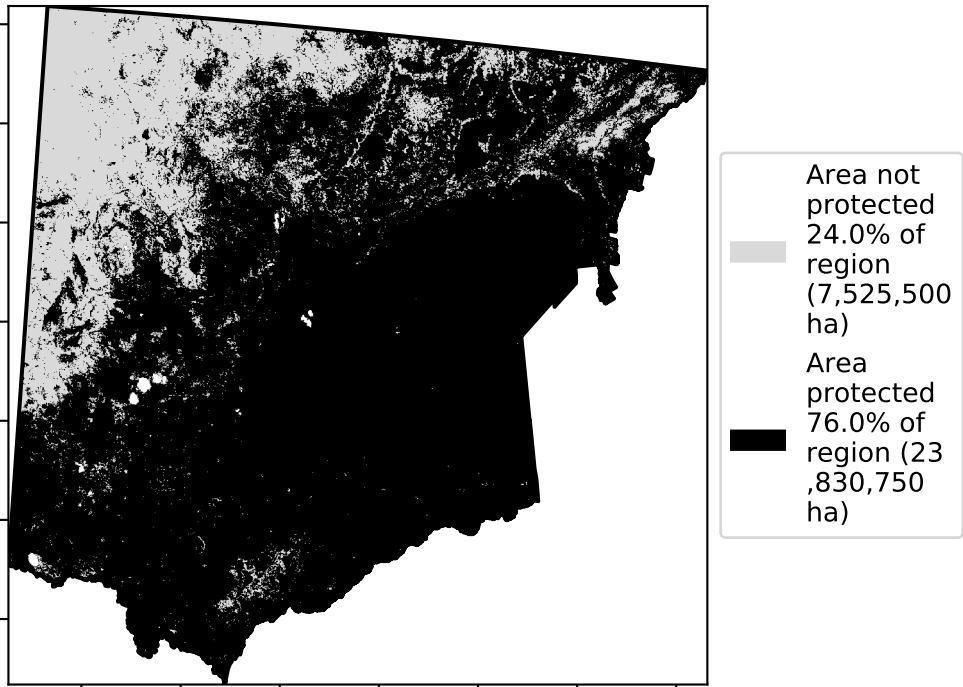 Area not
protected
24.0% of
region
(7,525,500
ha)
Area
protected
76.0% of
region (23
,830,750
ha)